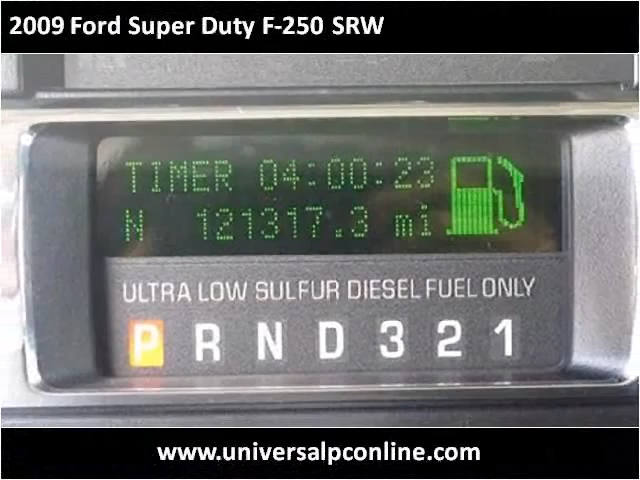 2009 Ford Super Duty F-250 SRW
TIMER 04:00:23
N 121317.3 mi
ULTRA LOW SULFUR DIESEL FUEL ONLY
P R N D 3 2 1
www.universalpconline.com